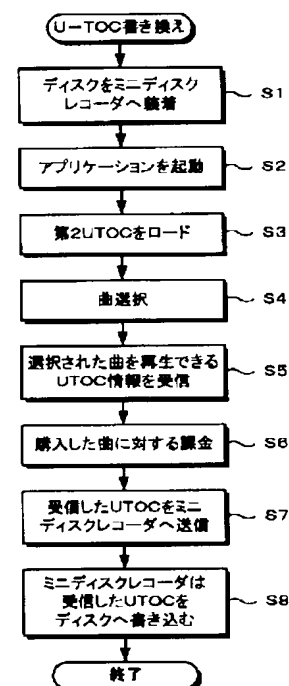 U－TOC書き換え
ディスクをミニディスク
レコーダへ装着
S1
アプリケーションを起動
S2
第2UTOCをロード
S3
曲選択
S4
選択された曲を再生できる
UTOC情報を受信
S5
購入した曲に対する課金
S6
受信したUTOCをミニ
ディスクレコーダへ送信
S7
ミニディスクレコーダは
受信したUTOCを
ディスクへ書き込む
S8
終了